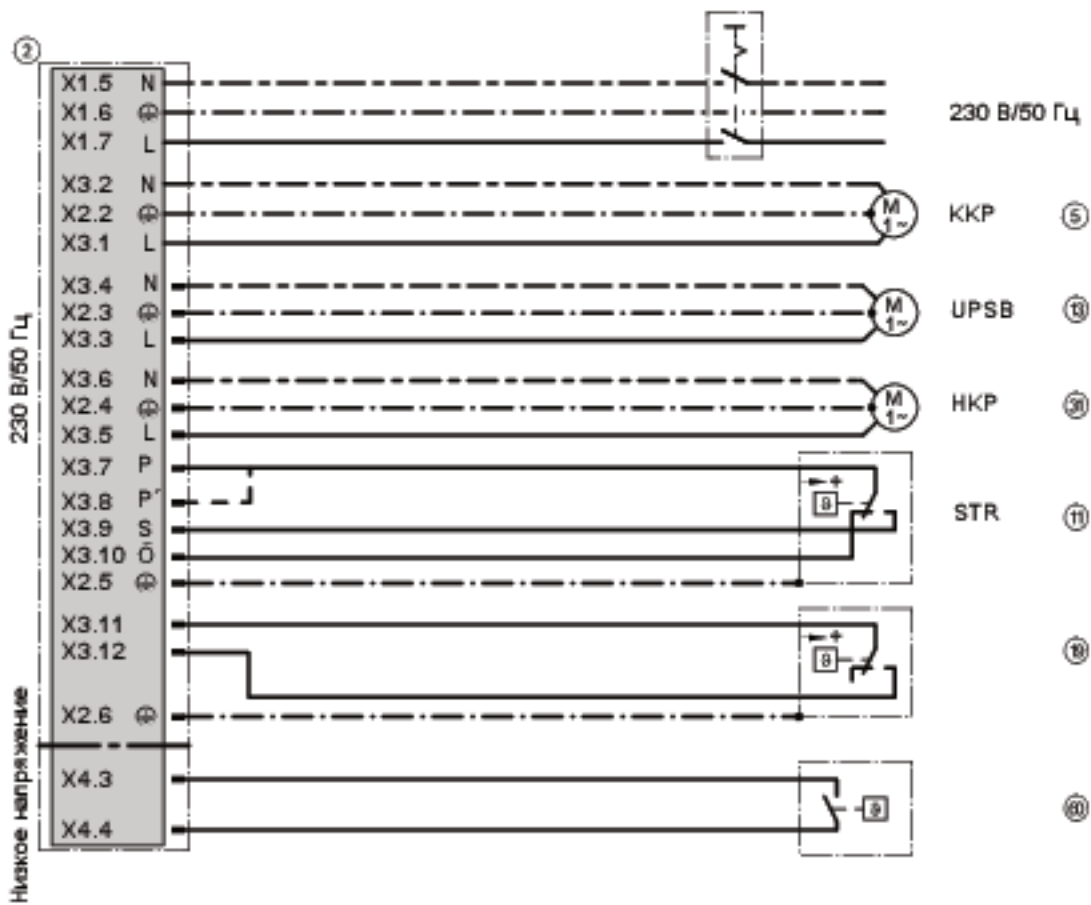 ②
X1.5 N
X1.6
X1.7 L
230 В/50 Гц
X3.2 N
X2.2
X3.1 L
M 1~
KKP ⑤
X3.4 N
X2.3
X3.3 L
M 1~
UPSB ⑬
X3.6 N
X2.4
X3.5 L
M 1~
HKP ㉛
X3.7 P
X3.8 P'
X3.9 S
X3.10 Ö
X2.5
+
ϑ
STR ⑪
X3.11
X3.12
X2.6
+
ϑ
⑲
X4.3
X4.4
ϑ
60
230 В/50 Гц
Низкое напряжение